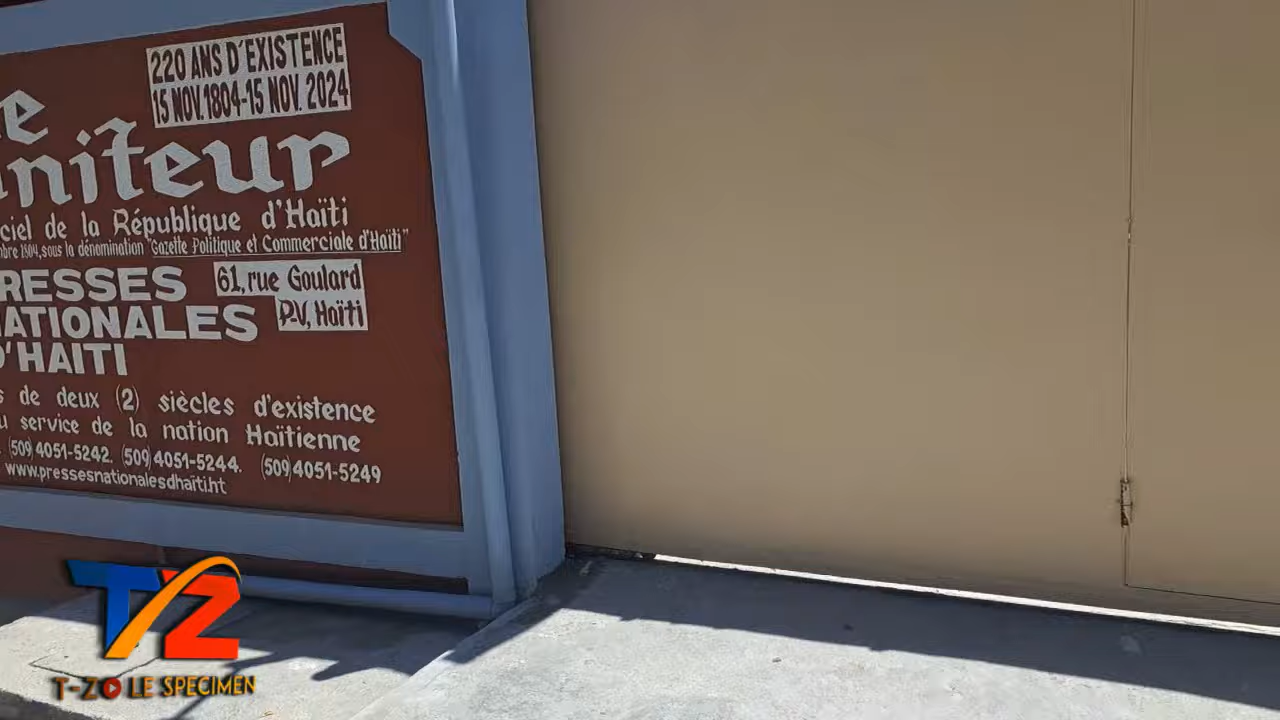 220 ANS D'EXISTENCE
15 NOV. 1804-15 NOV. 2024
e
niteur
ciel de la République d'Haïti
bre 1804, sous la dénomination "Gazette Politique et Commerciale d'Haïti"
RESSES
61, rue Goulard
ATIONALES
P-V, Haïti
D'HAITI
s de deux (2) siècles d'existence
u service de la nation Haïtienne
(509) 4051-5242. (509) 4051-5244. (509) 4051-5249
www.pressesnationalesdhaiti.ht
TZ
T-ZO LE SPECIMEN